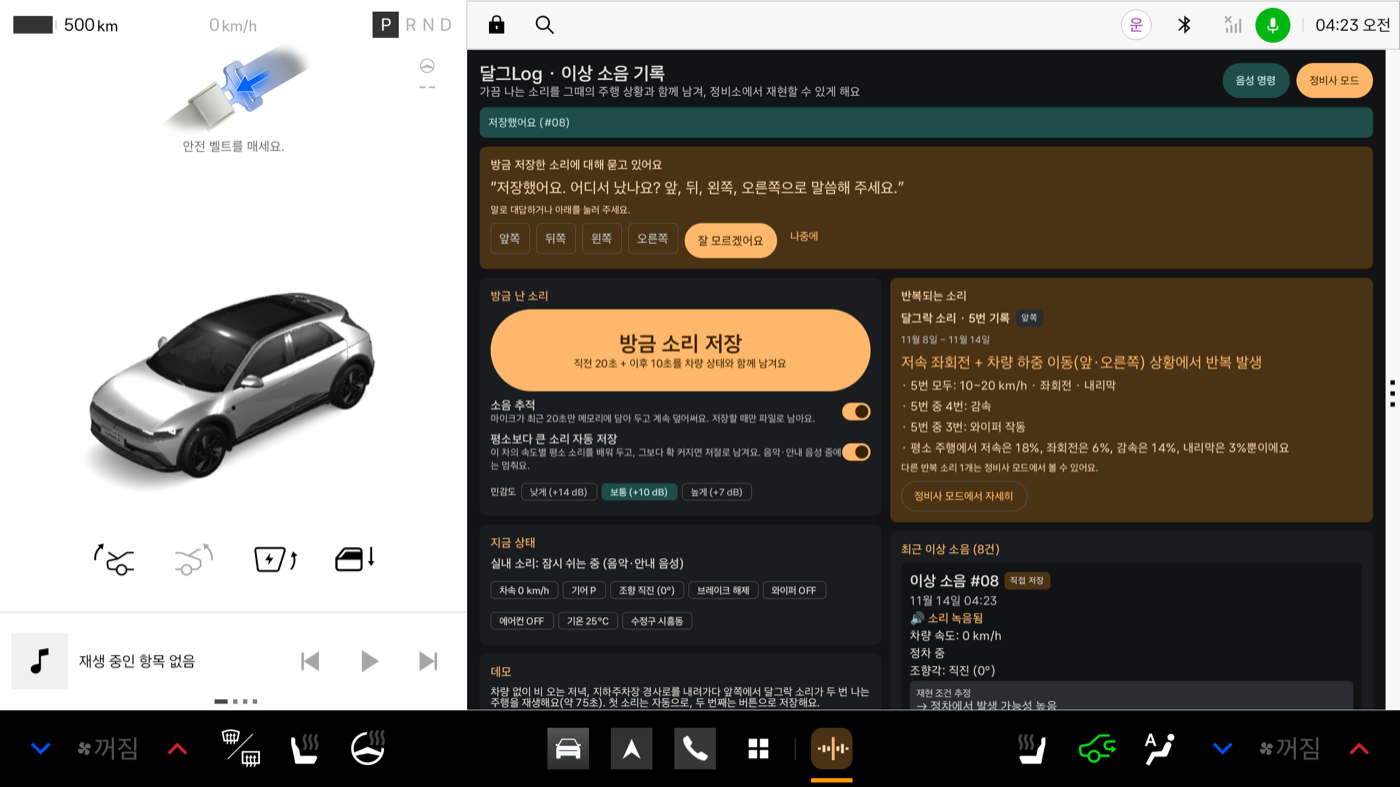 500 km
0 km/h
P R N D
안전 벨트를 매세요.
재생 중인 항목 없음
운
04:23 오전
달그Log · 이상 소음 기록
가끔 나는 소리를 그때의 주행 상황과 함께 남겨, 정비소에서 재현할 수 있게 해요
음성 명령
정비사 모드
저장했어요 (#08)
방금 저장한 소리에 대해 묻고 있어요
"저장했어요. 어디서 났나요? 앞, 뒤, 왼쪽, 오른쪽으로 말씀해 주세요."
말로 대답하거나 아래를 눌러 주세요.
앞쪽
뒤쪽
왼쪽
오른쪽
잘 모르겠어요
나중에
방금 난 소리
방금 소리 저장
직전 20초 + 이후 10초를 차량 상태와 함께 남겨요
소음 추적
마이크가 최근 20초만 메모리에 담아 두고 계속 덮어써요. 저장할 때만 파일로 남아요.
평소보다 큰 소리 자동 저장
이 차의 속도별 평소 소리를 배워 두고, 그보다 확 커지면 저절로 남겨요. 음악·안내 음성 중에
는 멈춰요.
민감도
낮게 (+14 dB)
보통 (+10 dB)
높게 (+7 dB)
지금 상태
실내 소리: 잠시 쉬는 중 (음악·안내 음성)
차속 0 km/h
기어 P
조향 직진 (0°)
브레이크 해제
와이퍼 OFF
에어컨 OFF
기온 25°C
수정구 시흥동
데모
차량 없이 비 오는 저녁, 지하주차장 경사로를 내려가다 앞쪽에서 달그락 소리가 두 번 나는
주행을 재생해요(약 75초). 첫 소리는 자동으로, 두 번째는 버튼으로 저장해요.
반복되는 소리
달그락 소리 · 5번 기록
앞쪽
11월 8일 ~ 11월 14일
저속 좌회전 + 차량 하중 이동(앞·오른쪽) 상황에서 반복 발생
· 5번 모두: 10~20 km/h · 좌회전 · 내리막
· 5번 중 4번: 감속
· 5번 중 3번: 와이퍼 작동
· 평소 주행에서 저속은 18%, 좌회전은 6%, 감속은 14%, 내리막은 3%뿐이에요
다른 반복 소리 1개는 정비사 모드에서 볼 수 있어요.
정비사 모드에서 자세히
최근 이상 소음 (8건)
이상 소음 #08
직접 저장
11월 14일 04:23
소리 녹음됨
차량 속도: 0 km/h
정차 중
조향각: 직진 (0°)
재현 조건 추정
→ 정차에서 발생 가능성 높음
꺼짐
A
꺼짐